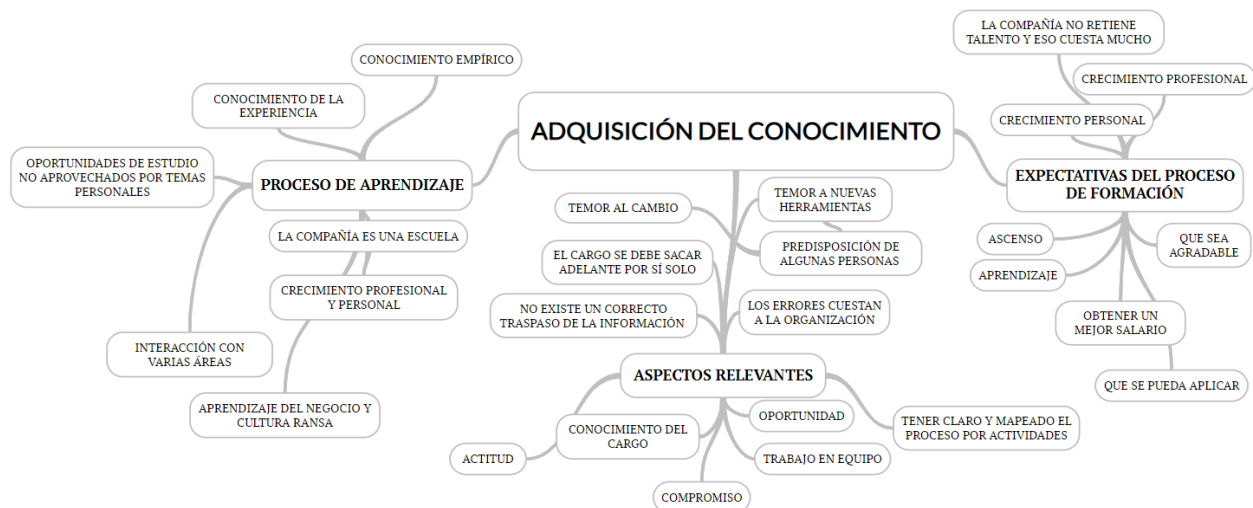 ADQUISICIÓN DEL CONOCIMIENTO
PROCESO DE APRENDIZAJE
CONOCIMIENTO EMPÍRICO
CONOCIMIENTO DE LA
EXPERIENCIA
OPORTUNIDADES DE ESTUDIO
NO APROVECHADOS POR TEMAS
PERSONALES
LA COMPAÑÍA ES UNA ESCUELA
CRECIMIENTO PROFESIONAL
Y PERSONAL
INTERACCIÓN CON
VARIAS ÁREAS
APRENDIZAJE DEL NEGOCIO Y
CULTURA RANSA
TEMOR A NUEVAS
HERRAMIENTAS
TEMOR AL CAMBIO
PREDISPOSICIÓN DE
ALGUNAS PERSONAS
EL CARGO SE DEBE SACAR
ADELANTE POR SÍ SOLO
NO EXISTE UN CORRECTO
TRASPASO DE LA INFORMACIÓN
LOS ERRORES CUESTAN
A LA ORGANIZACIÓN
ASPECTOS RELEVANTES
OPORTUNIDAD
CONOCIMIENTO DEL
CARGO
TENER CLARO Y MAPEADO EL
PROCESO POR ACTIVIDADES
ACTITUD
TRABAJO EN EQUIPO
COMPROMISO
LA COMPAÑÍA NO RETIENE
TALENTO Y ESO CUESTA MUCHO
CRECIMIENTO PROFESIONAL
CRECIMIENTO PERSONAL
EXPECTATIVAS DEL PROCESO
DE FORMACIÓN
ASCENSO
QUE SEA
AGRADABLE
APRENDIZAJE
OBTENER UN
MEJOR SALARIO
QUE SE PUEDA APLICAR